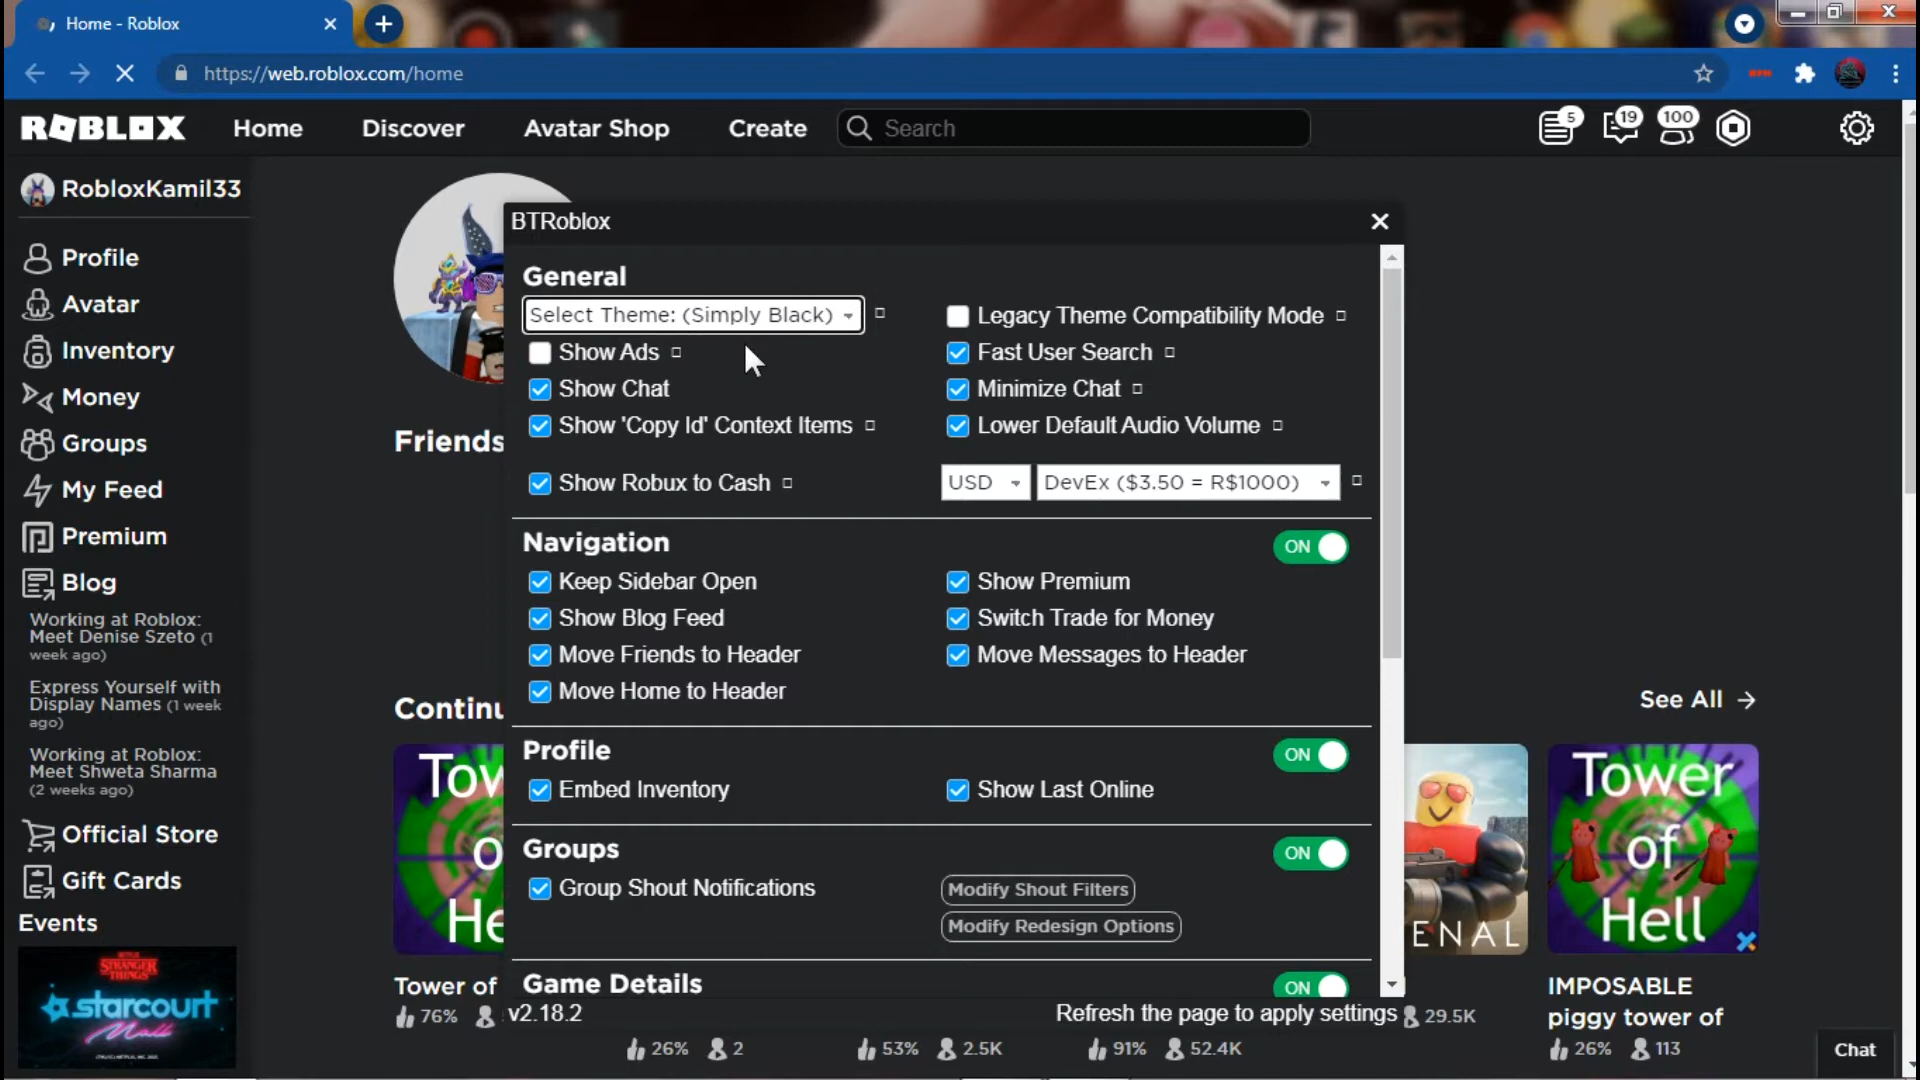 Home - Roblox
https://web.roblox.com/home
ROBLOX
Home
Discover
Avatar Shop
Create
Search
5
19
100
RobloxKamil33
Profile
Avatar
Inventory
Money
Groups
My Feed
Premium
Blog
Working at Roblox:
Meet Denise Szeto (1
week ago)
Express Yourself with
Display Names (1 week
ago)
Working at Roblox:
Meet Shweta Sharma
(2 weeks ago)
Official Store
Gift Cards
Events
STRANGER
THINGS
starcourt
Mall
Friends
Continu
See All
BTRoblox
General
Select Theme: (Simply Black)
Legacy Theme Compatibility Mode
Show Ads
Fast User Search
Show Chat
Minimize Chat
Show 'Copy Id' Context Items
Lower Default Audio Volume
Show Robux to Cash
USD
DevEx ($3.50 = R$1000)
Navigation
ON
Keep Sidebar Open
Show Premium
Show Blog Feed
Switch Trade for Money
Move Friends to Header
Move Messages to Header
Move Home to Header
Profile
ON
Embed Inventory
Show Last Online
Groups
ON
Group Shout Notifications
Modify Shout Filters
Modify Redesign Options
Game Details
ON
v2.18.2
Refresh the page to apply settings
Tow
o
He
Tower of
76%
26%
2
53%
2.5K
91%
52.4K
ENAL
29.5K
Tower
of
Hell
IMPOSABLE
piggy tower of
26%
113
Chat